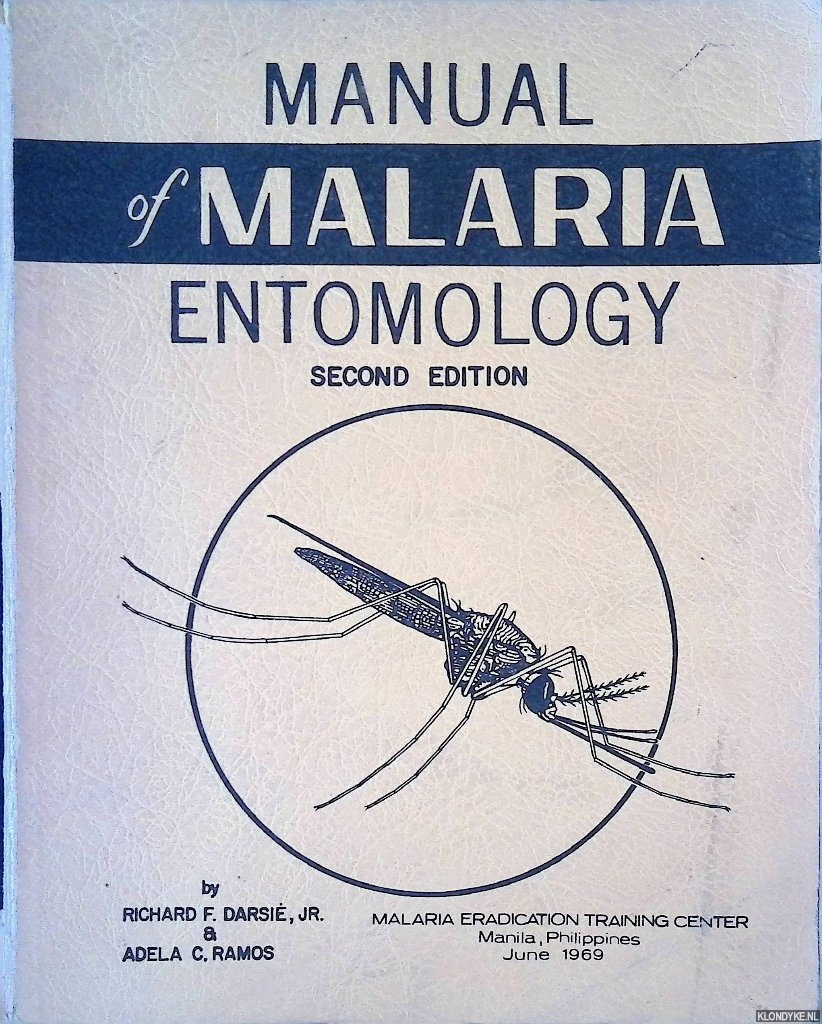 MANUAL
of MALARIA
ENTOMOLOGY
SECOND EDITION
by
RICHARD F. DARSIE, JR.
&
ADELA C. RAMOS
MALARIA ERADICATION TRAINING CENTER
Manila, Philippines
June 1969
KLONDYKE.NL